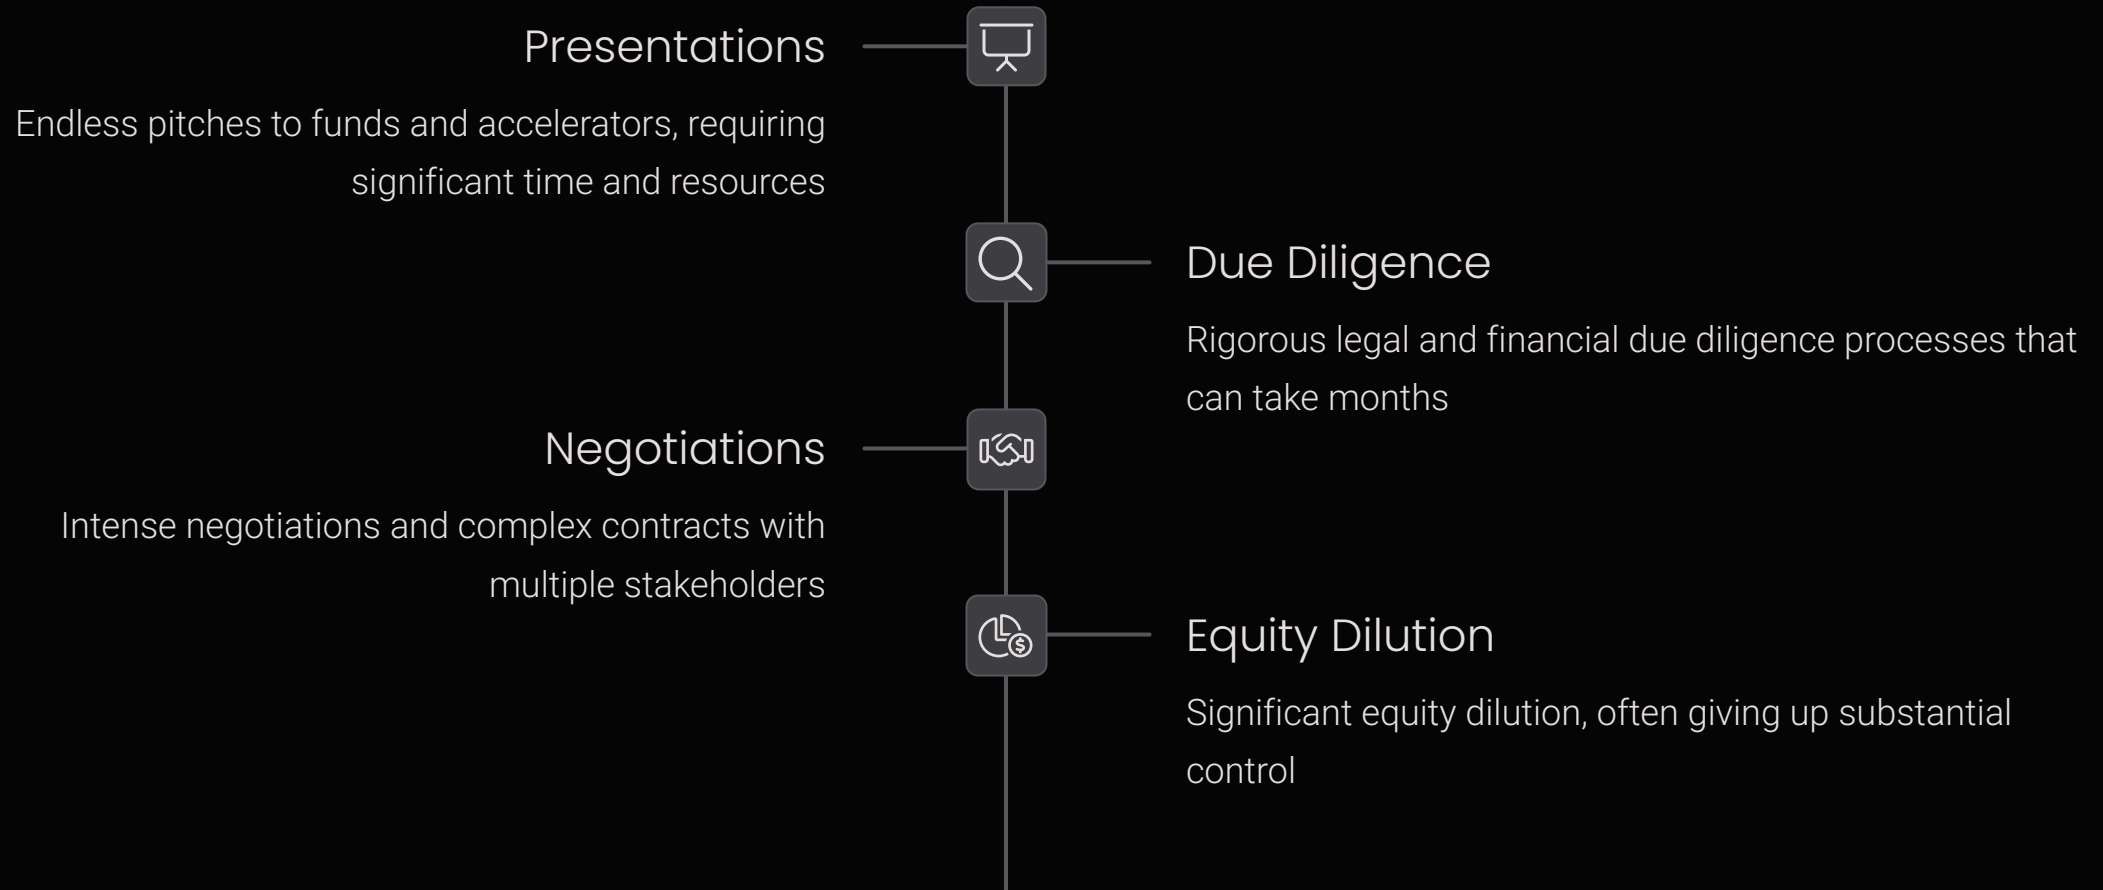 Presentations
Endless pitches to funds and accelerators, requiring
significant time and resources
Due Diligence
Rigorous legal and financial due diligence processes that
can take months
Negotiations
Intense negotiations and complex contracts with
multiple stakeholders
Equity Dilution
Significant equity dilution, often giving up substantial
control